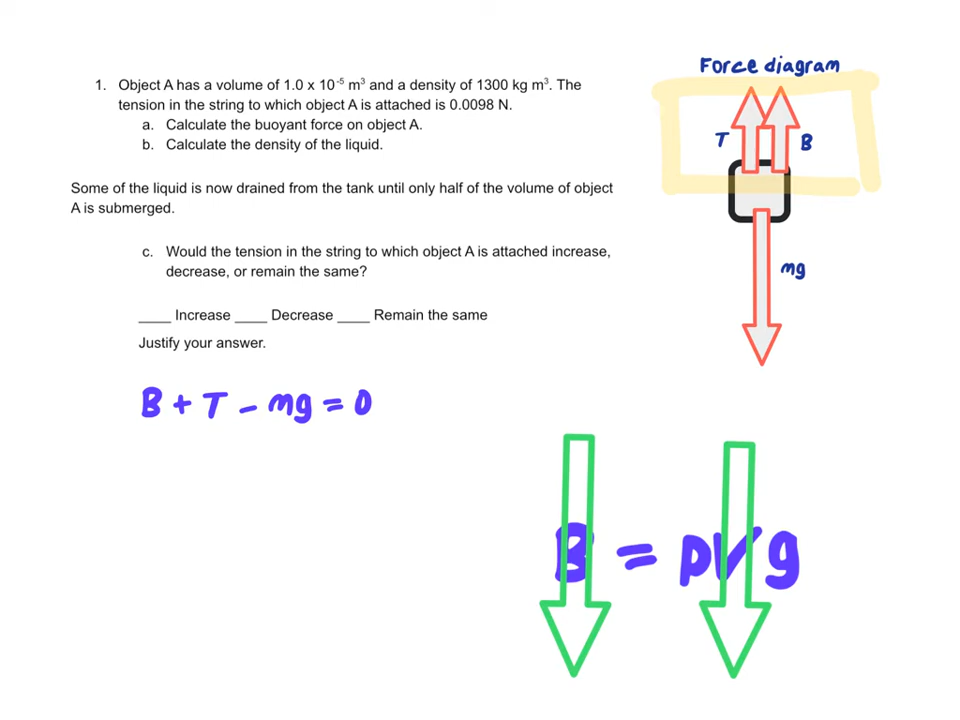 Force diagram
1. Object A has a volume of 1.0 x 10⁻⁵ m³ and a density of 1300 kg m³. The
tension in the string to which object A is attached is 0.0098 N.
a. Calculate the buoyant force on object A.
b. Calculate the density of the liquid.
T B
Some of the liquid is now drained from the tank until only half of the volume of object
A is submerged.
c. Would the tension in the string to which object A is attached increase,
decrease, or remain the same?
mg
____ Increase ____ Decrease ____ Remain the same
Justify your answer.
B + T - mg = 0
B = pVg